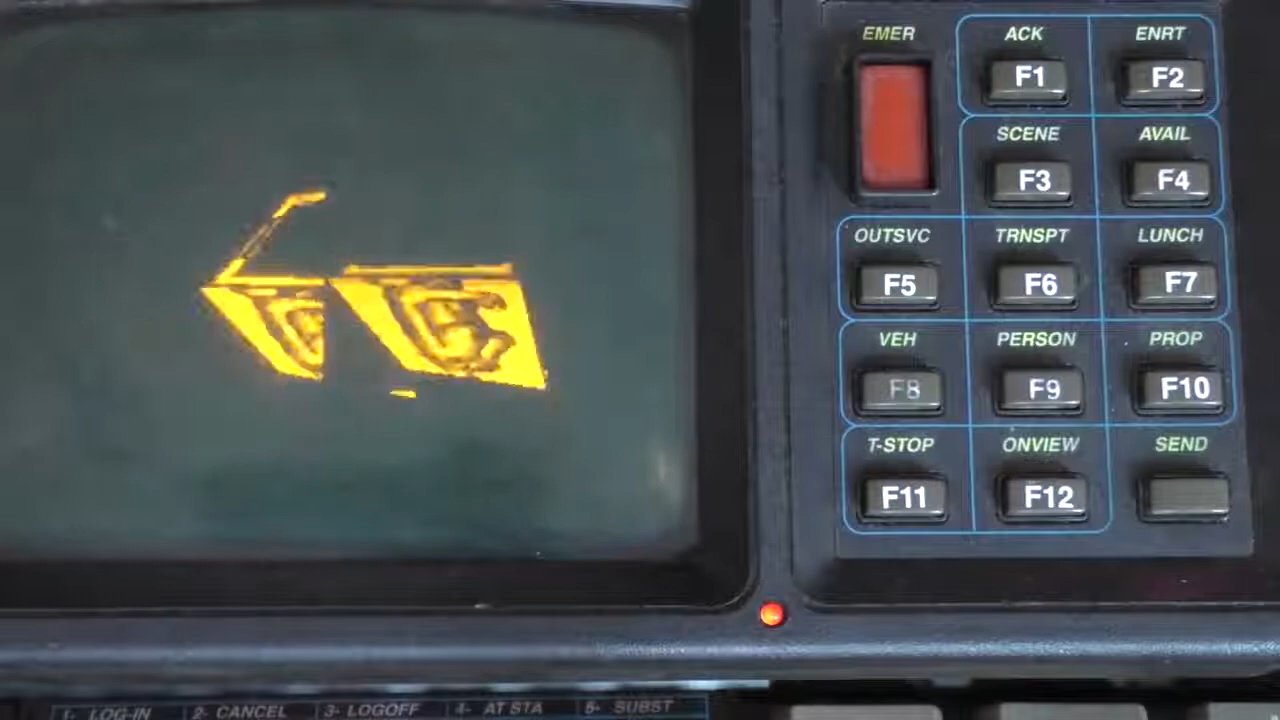 EMER ACK ENRT
F1 F2
SCENE AVAIL
F3 F4
OUTSVC TRNSPT LUNCH
F5 F6 F7
VEH PERSON PROP
F8 F9 F10
T-STOP ONVIEW SEND
F11 F12
1- LOG-IN 2- CANCEL 3- LOGOFF 4- AT STA 5- SUBST